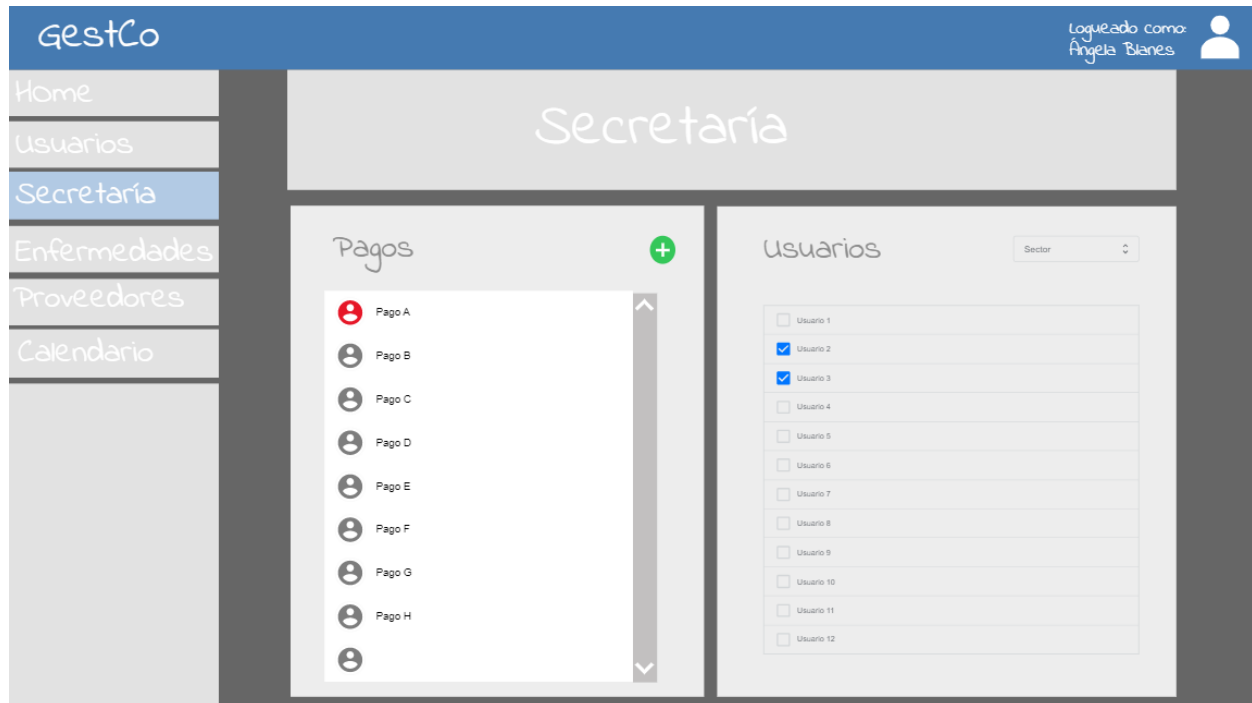 GestCo
Logueado como:
Ángela Blanes
Home
Usuarios
Secretaría
Enfermedades
Proveedores
Calendario
Secretaría
Pagos
Pago A
Pago B
Pago C
Pago D
Pago E
Pago F
Pago G
Pago H
Usuarios
Sector
Usuario 1
Usuario 2
Usuario 3
Usuario 4
Usuario 5
Usuario 6
Usuario 7
Usuario 8
Usuario 9
Usuario 10
Usuario 11
Usuario 12